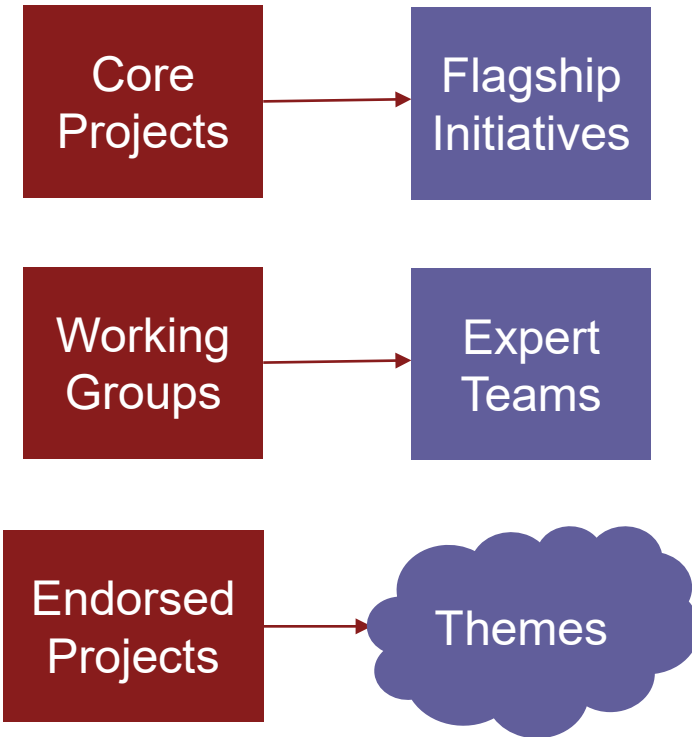 Core
Projects
Flagship
Initiatives
Working
Groups
Expert
Teams
Endorsed
Projects
Themes